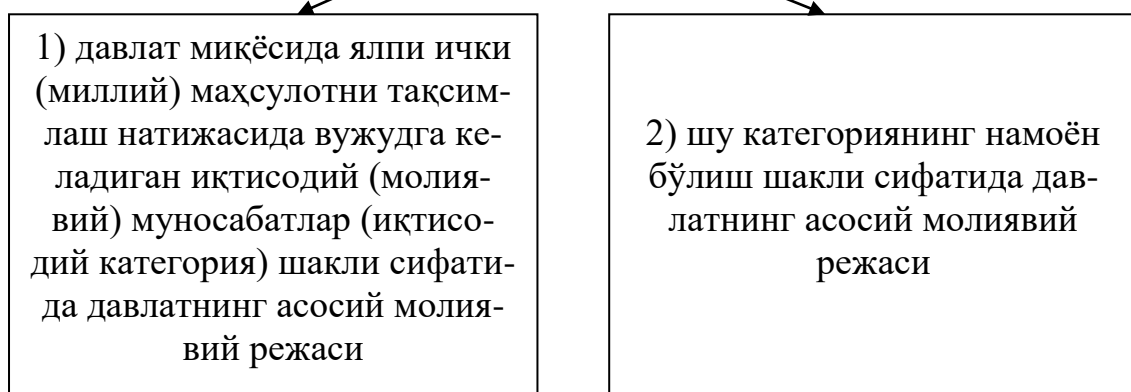 1) давлат миқёсида ялпи ички
(миллий) маҳсулотни тақсим-
лаш натижасида вужудга ке-
ладиган иқтисодий (молия-
вий) муносабатлар (иқтисо-
дий категория) шакли сифати-
да давлатнинг асосий молия-
вий режаси
2) шу категориянинг намоён
бўлиш шакли сифатида дав-
латнинг асосий молиявий
режаси